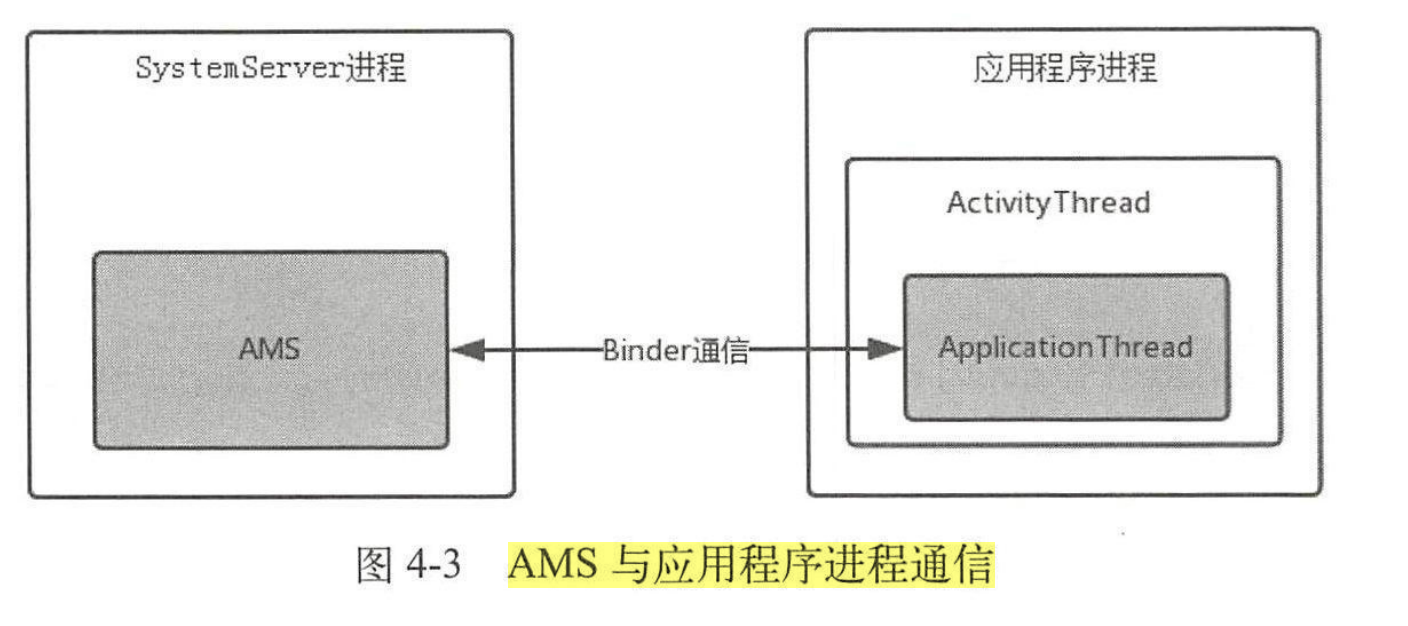 SystemServer进程
应用程序进程
ActivityThread
AMS
Binder通信
ApplicationThread
图 4-3 AMS 与应用程序进程通信